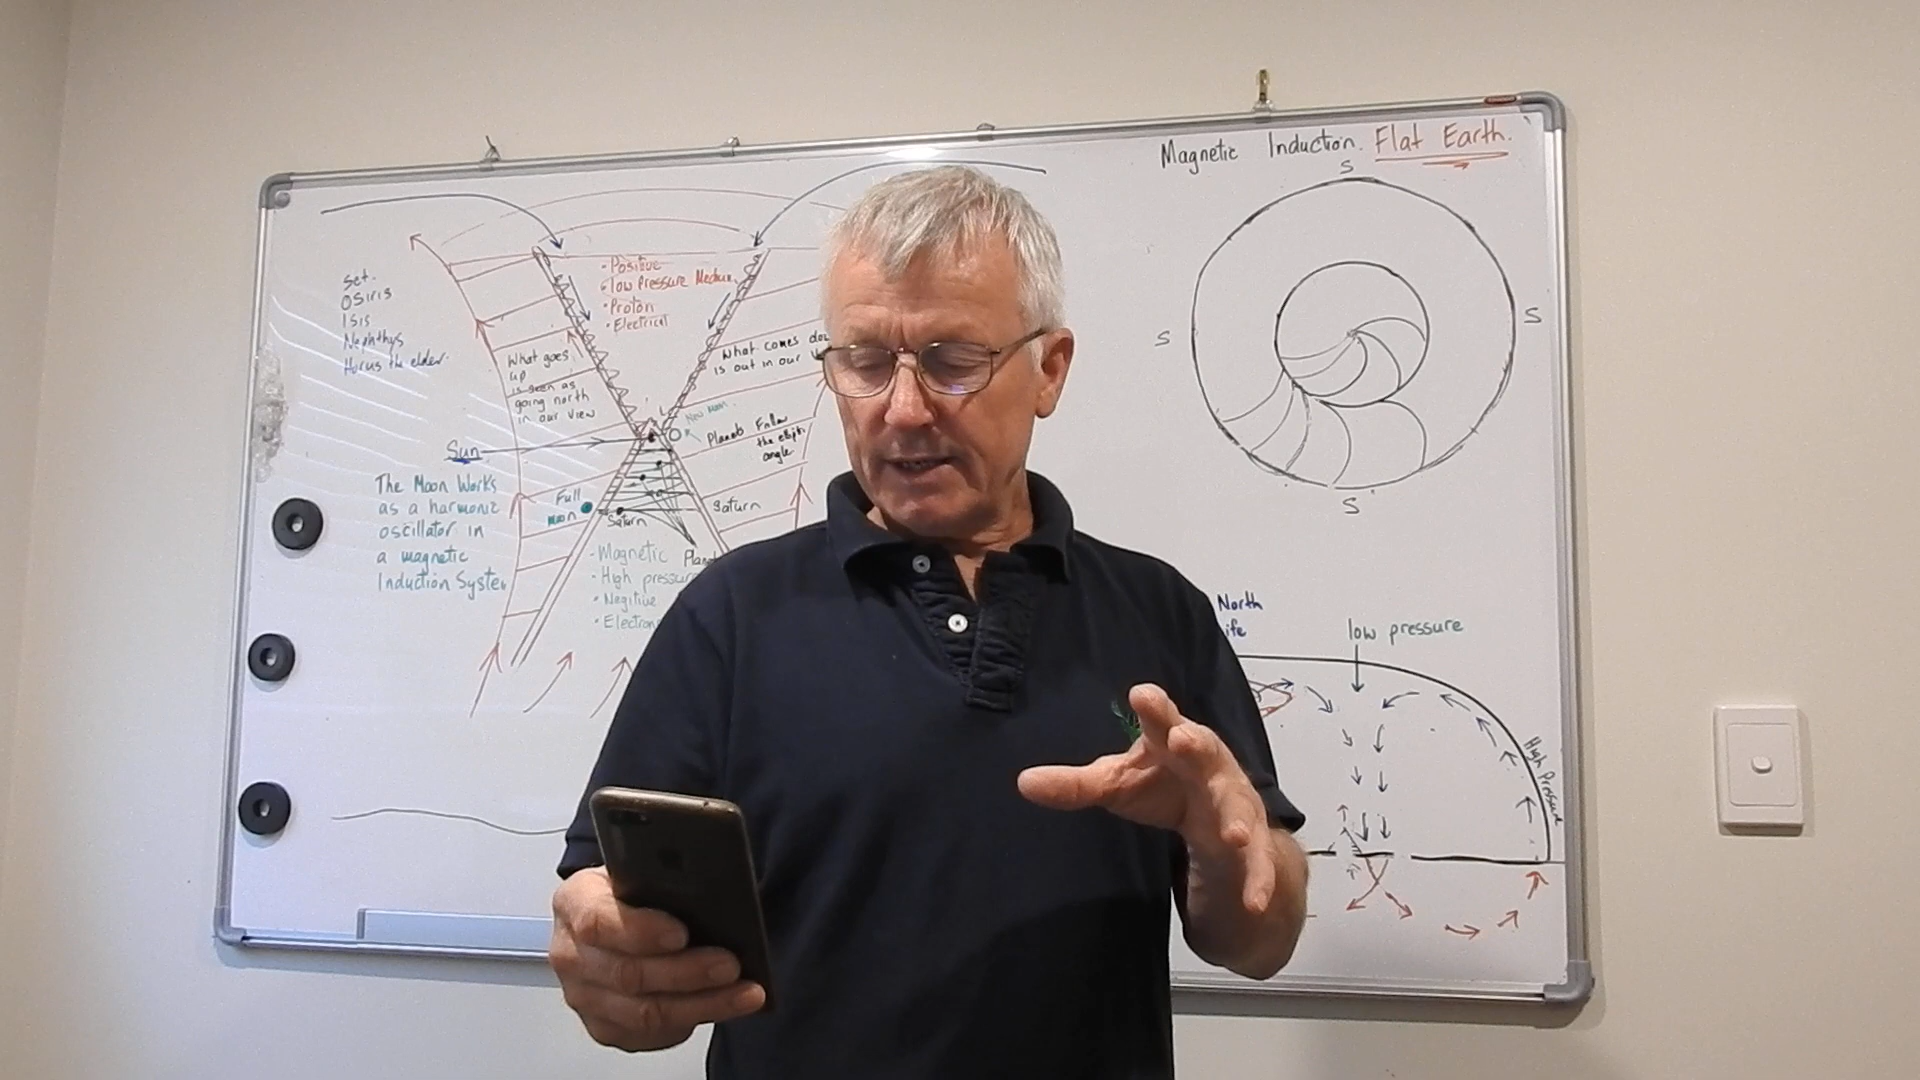 Magnetic Induction. Flat Earth.
S
S
S
S
Set.
Osiris
Isis
Nephthys
Horus the elder.
• Positive
• low Pressure Medium
• Proton
• Electrical
What goes
up
is seen as
going north
in our view
What comes
is out in our
New Moon
Planets Follow
the
angle
Sun
The Moon Works
as a harmonic
oscillator in
a magnetic
Induction
Full
moon
Saturn
Saturn
- Magnetic
• High pressure
• Negitive
• Electron
North
low pressure
High Pressure